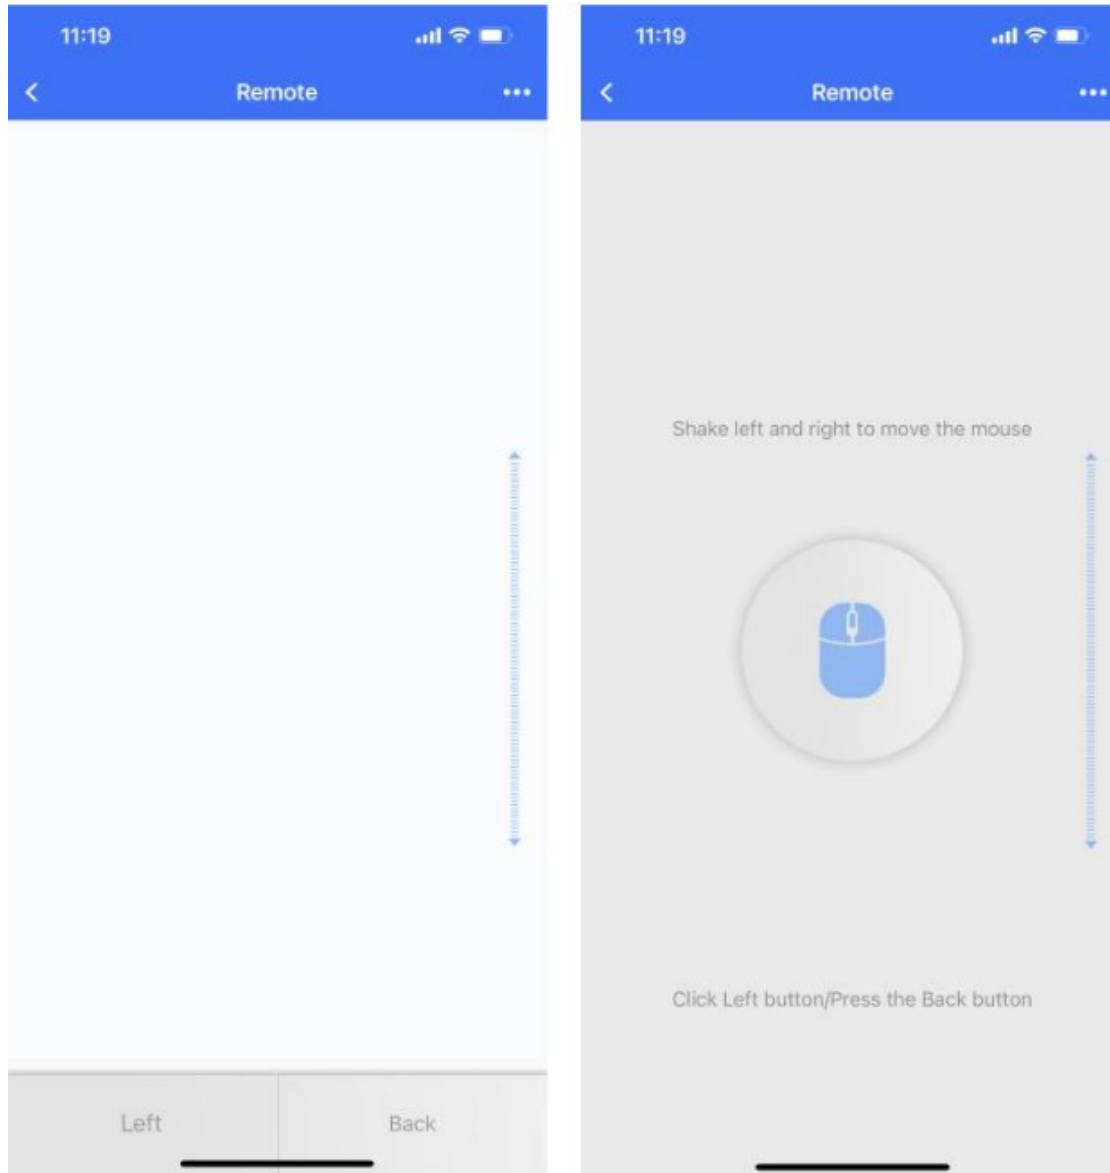 11:19
Remote
Left
Back
11:19
Remote
Shake left and right to move the mouse
Click Left button/Press the Back button